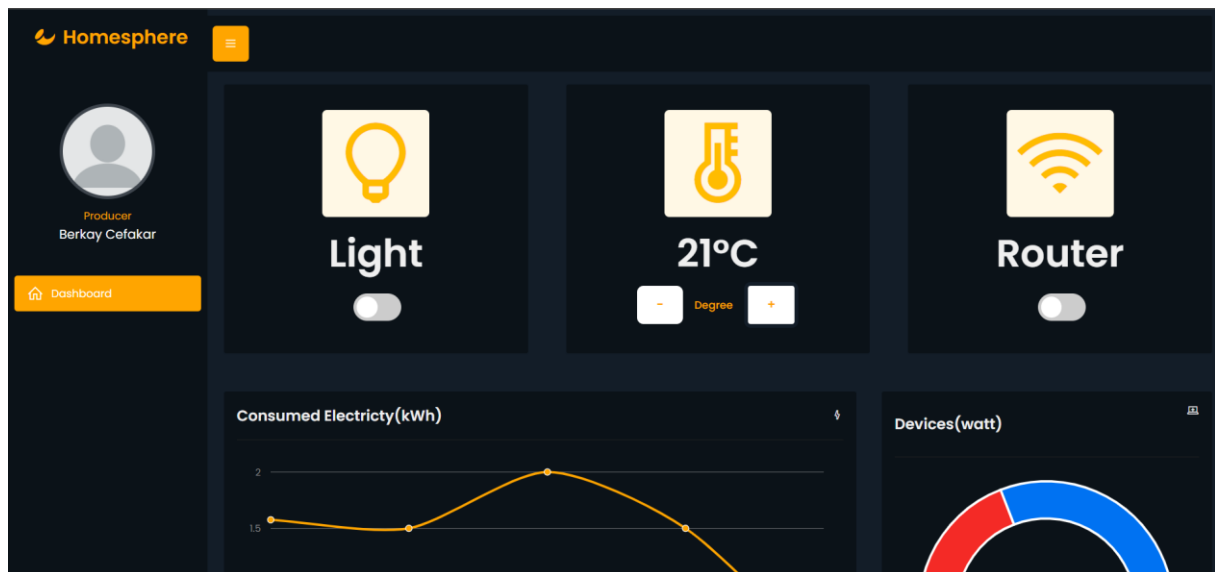 Homesphere
Producer
Berkay Cefakar
Dashboard
Light
21°C
- Degree +
Router
Consumed Electricty(kWh)
2
1.5
Devices(watt)